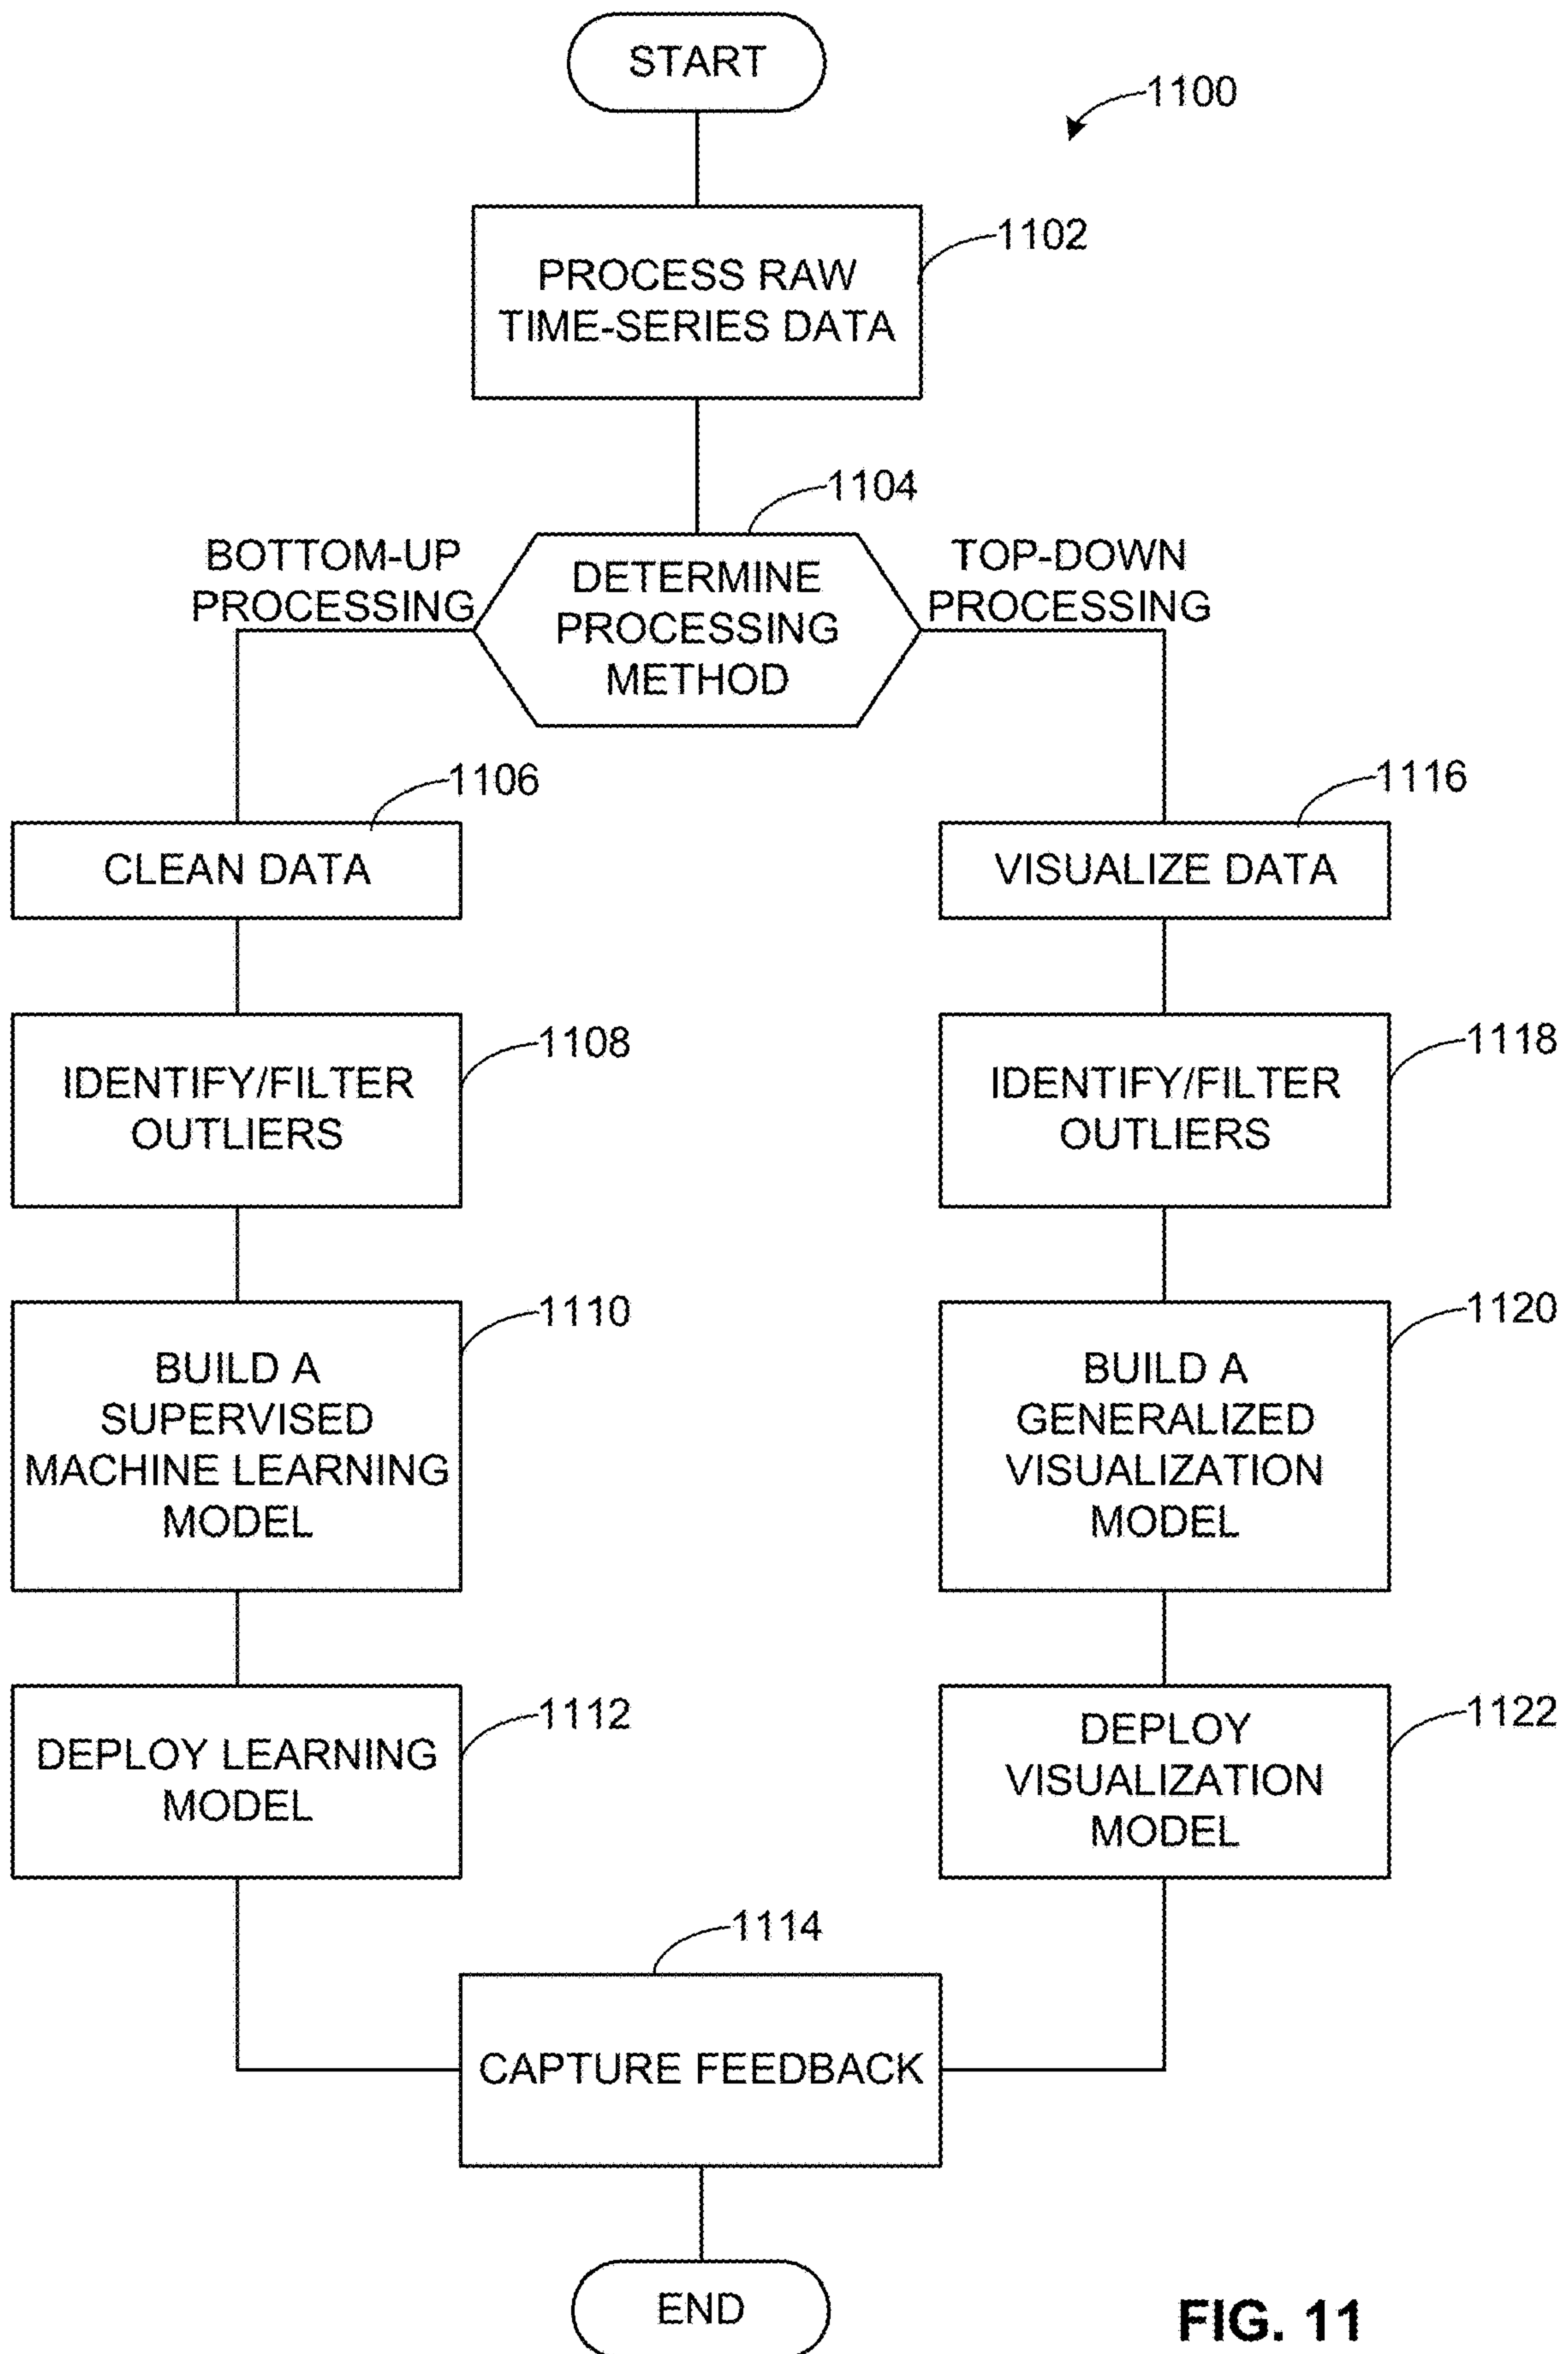 START
1100
1102
PROCESS RAW
TIME-SERIES DATA
1104
BOTTOM-UP
PROCESSING
DETERMINE
PROCESSING
METHOD
TOP-DOWN
PROCESSING
1106
CLEAN DATA
1108
IDENTIFY/FILTER
OUTLIERS
1110
BUILD A
SUPERVISED
MACHINE LEARNING
MODEL
1112
DEPLOY LEARNING
MODEL
1116
VISUALIZE DATA
1118
IDENTIFY/FILTER
OUTLIERS
1120
BUILD A
GENERALIZED
VISUALIZATION
MODEL
1122
DEPLOY
VISUALIZATION
MODEL
1114
CAPTURE FEEDBACK
END
FIG. 11